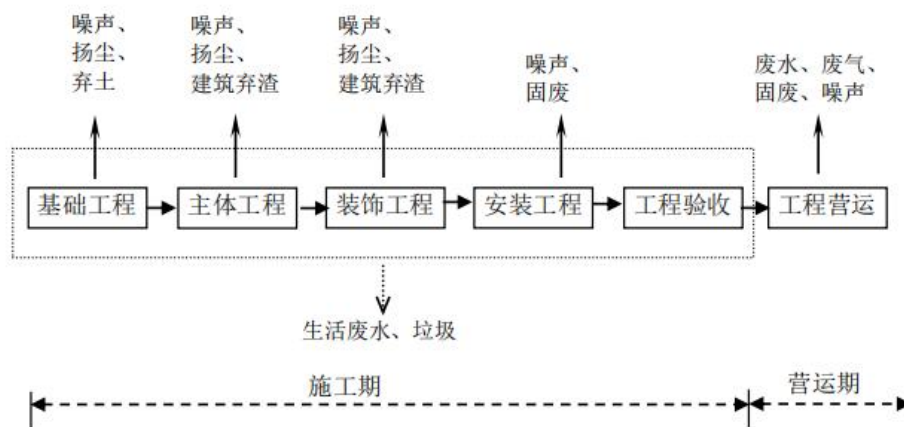 噪声、
扬尘、
弃土
噪声、
扬尘、
建筑弃渣
噪声、
扬尘、
建筑弃渣
噪声、
固废
废水、废气、
固废、噪声
基础工程
主体工程
装饰工程
安装工程
工程验收
工程营运
生活废水、垃圾
施工期
营运期